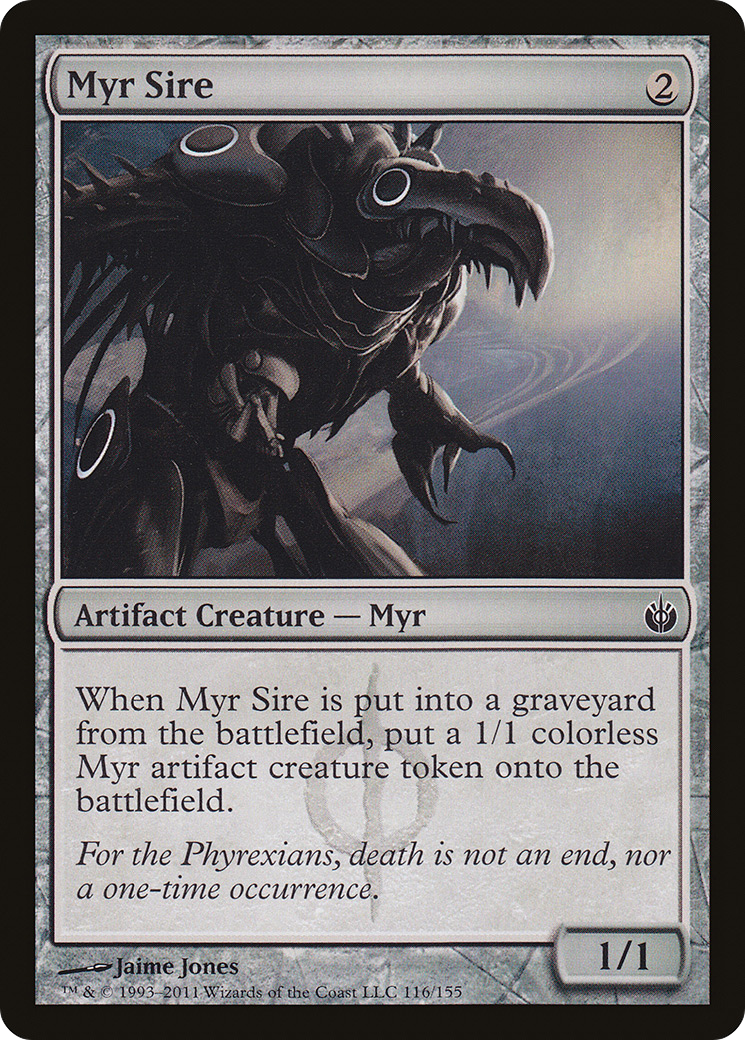 Myr Sire 2
Artifact Creature — Myr
When Myr Sire is put into a graveyard
from the battlefield, put a 1/1 colorless
Myr artifact creature token onto the
battlefield.
For the Phyrexians, death is not an end, nor
a one-time occurrence.
1/1
Jaime Jones
™ & © 1993–2011 Wizards of the Coast LLC 116/155